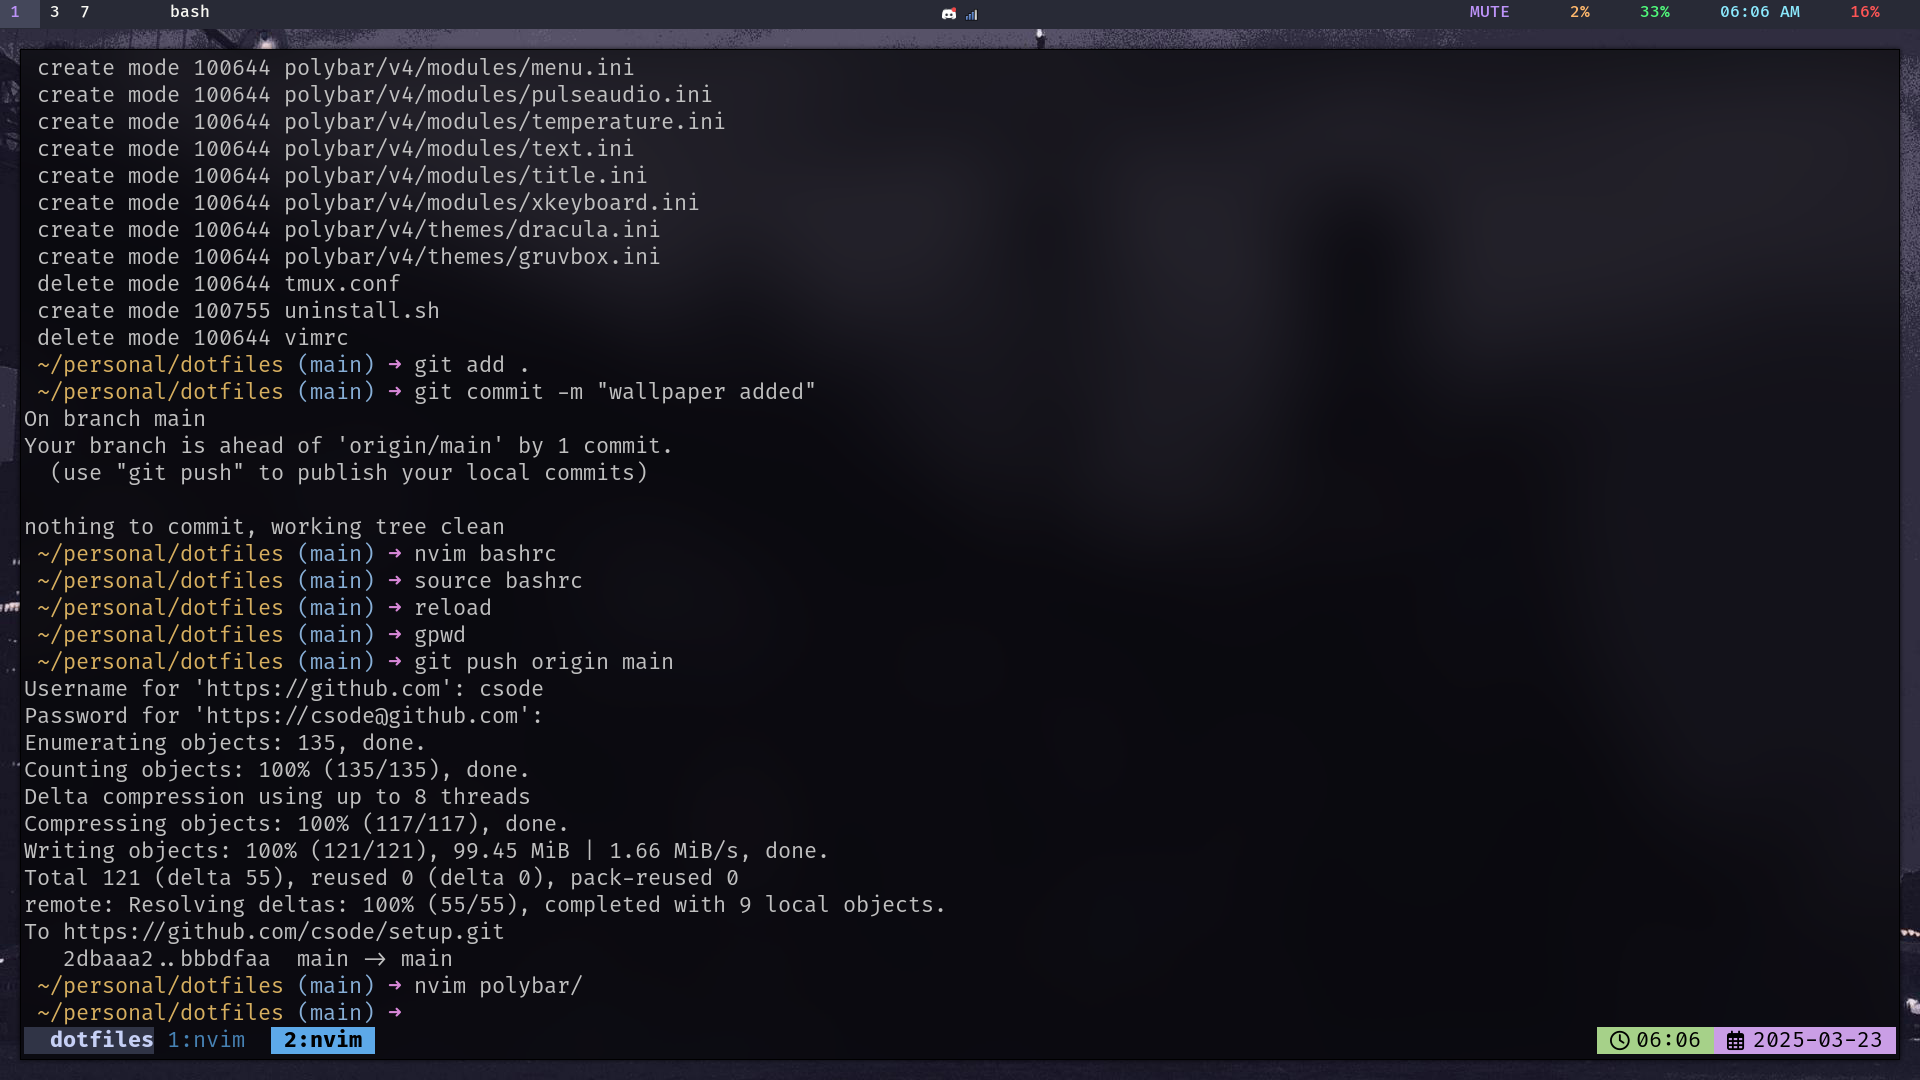 1 3 7 bash MUTE 2% 33% 06:06 AM 16%
create mode 100644 polybar/v4/modules/menu.ini
create mode 100644 polybar/v4/modules/pulseaudio.ini
create mode 100644 polybar/v4/modules/temperature.ini
create mode 100644 polybar/v4/modules/text.ini
create mode 100644 polybar/v4/modules/title.ini
create mode 100644 polybar/v4/modules/xkeyboard.ini
create mode 100644 polybar/v4/themes/dracula.ini
create mode 100644 polybar/v4/themes/gruvbox.ini
delete mode 100644 tmux.conf
create mode 100755 uninstall.sh
delete mode 100644 vimrc
~/personal/dotfiles (main) ➜ git add .
~/personal/dotfiles (main) ➜ git commit -m "wallpaper added"
On branch main
Your branch is ahead of 'origin/main' by 1 commit.
(use "git push" to publish your local commits)
nothing to commit, working tree clean
~/personal/dotfiles (main) ➜ nvim bashrc
~/personal/dotfiles (main) ➜ source bashrc
~/personal/dotfiles (main) ➜ reload
~/personal/dotfiles (main) ➜ gpwd
~/personal/dotfiles (main) ➜ git push origin main
Username for 'https://github.com': csode
Password for 'https://csode@github.com':
Enumerating objects: 135, done.
Counting objects: 100% (135/135), done.
Delta compression using up to 8 threads
Compressing objects: 100% (117/117), done.
Writing objects: 100% (121/121), 99.45 MiB | 1.66 MiB/s, done.
Total 121 (delta 55), reused 0 (delta 0), pack-reused 0
remote: Resolving deltas: 100% (55/55), completed with 9 local objects.
To https://github.com/csode/setup.git
2dbaaa2..bbbdfaa main -> main
~/personal/dotfiles (main) ➜ nvim polybar/
~/personal/dotfiles (main) ➜
dotfiles 1:nvim 2:nvim 06:06 2025-03-23